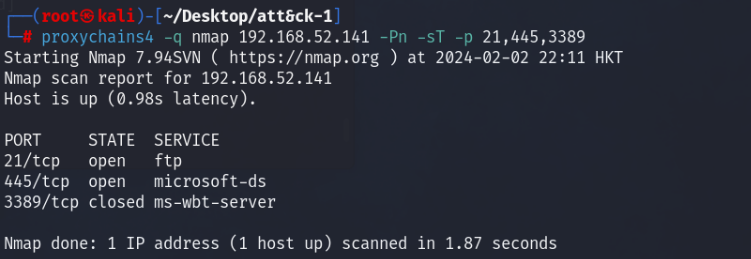 ┌──(root㉿kali)-[~/Desktop/att&ck-1]
└─# proxychains4 -q nmap 192.168.52.141 -Pn -sT -p 21,445,3389
Starting Nmap 7.94SVN ( https://nmap.org ) at 2024-02-02 22:11 HKT
Nmap scan report for 192.168.52.141
Host is up (0.98s latency).

PORT     STATE  SERVICE
21/tcp   open   ftp
445/tcp  open   microsoft-ds
3389/tcp closed ms-wbt-server

Nmap done: 1 IP address (1 host up) scanned in 1.87 seconds